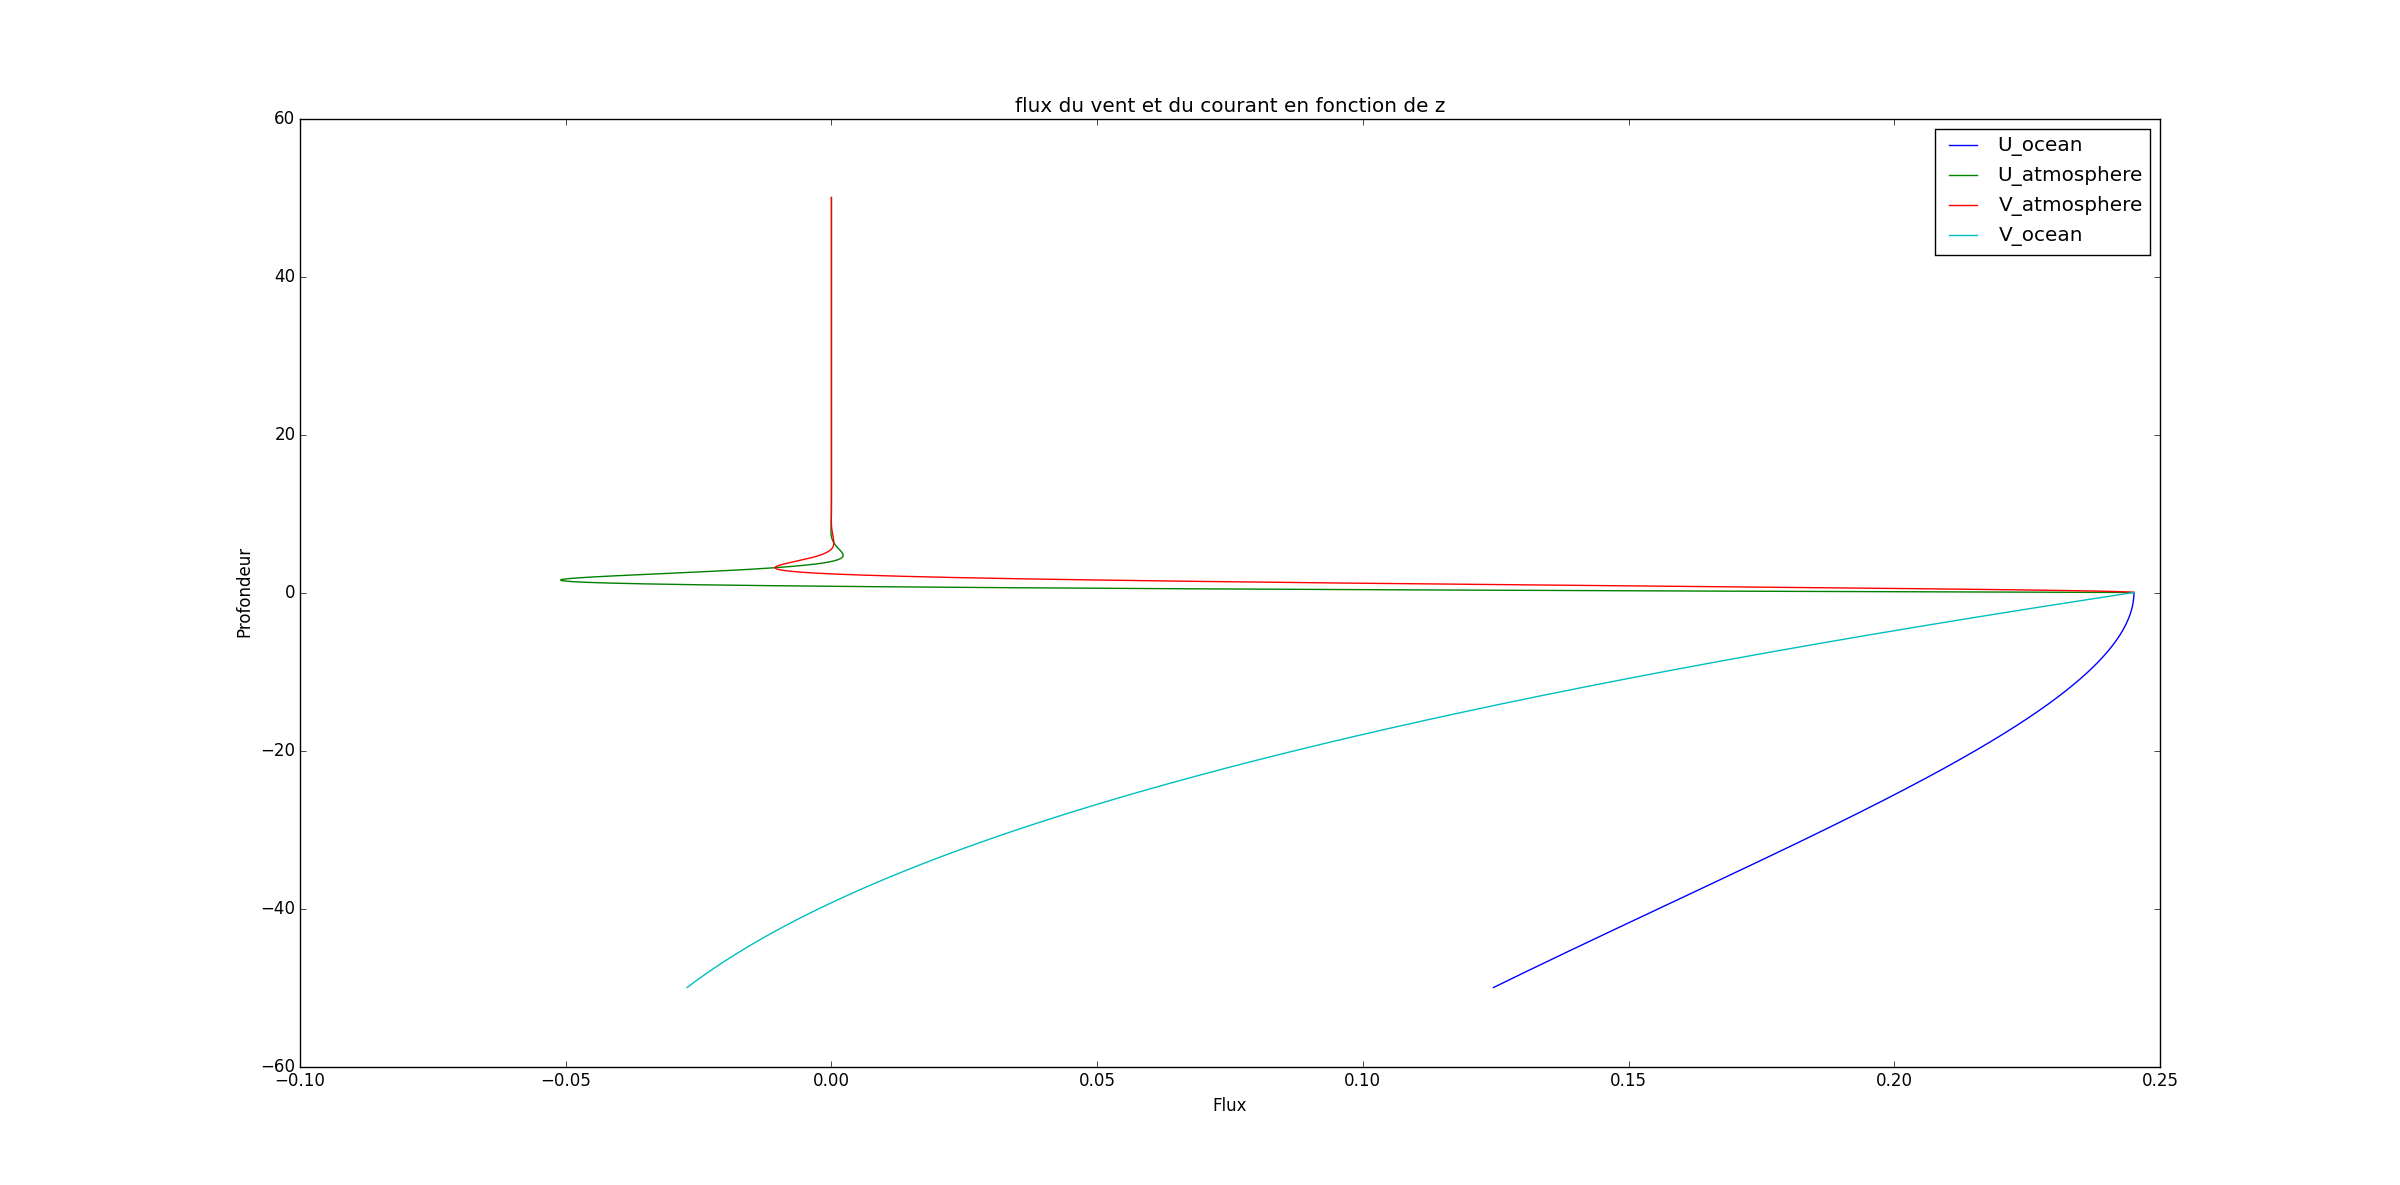 flux du vent et du courant en fonction de z
U_ocean
U_atmosphere
V_atmosphere
V_ocean
60
40
20
0
−20
−40
−60
Profondeur
−0.10 −0.05 0.00 0.05 0.10 0.15 0.20 0.25
Flux